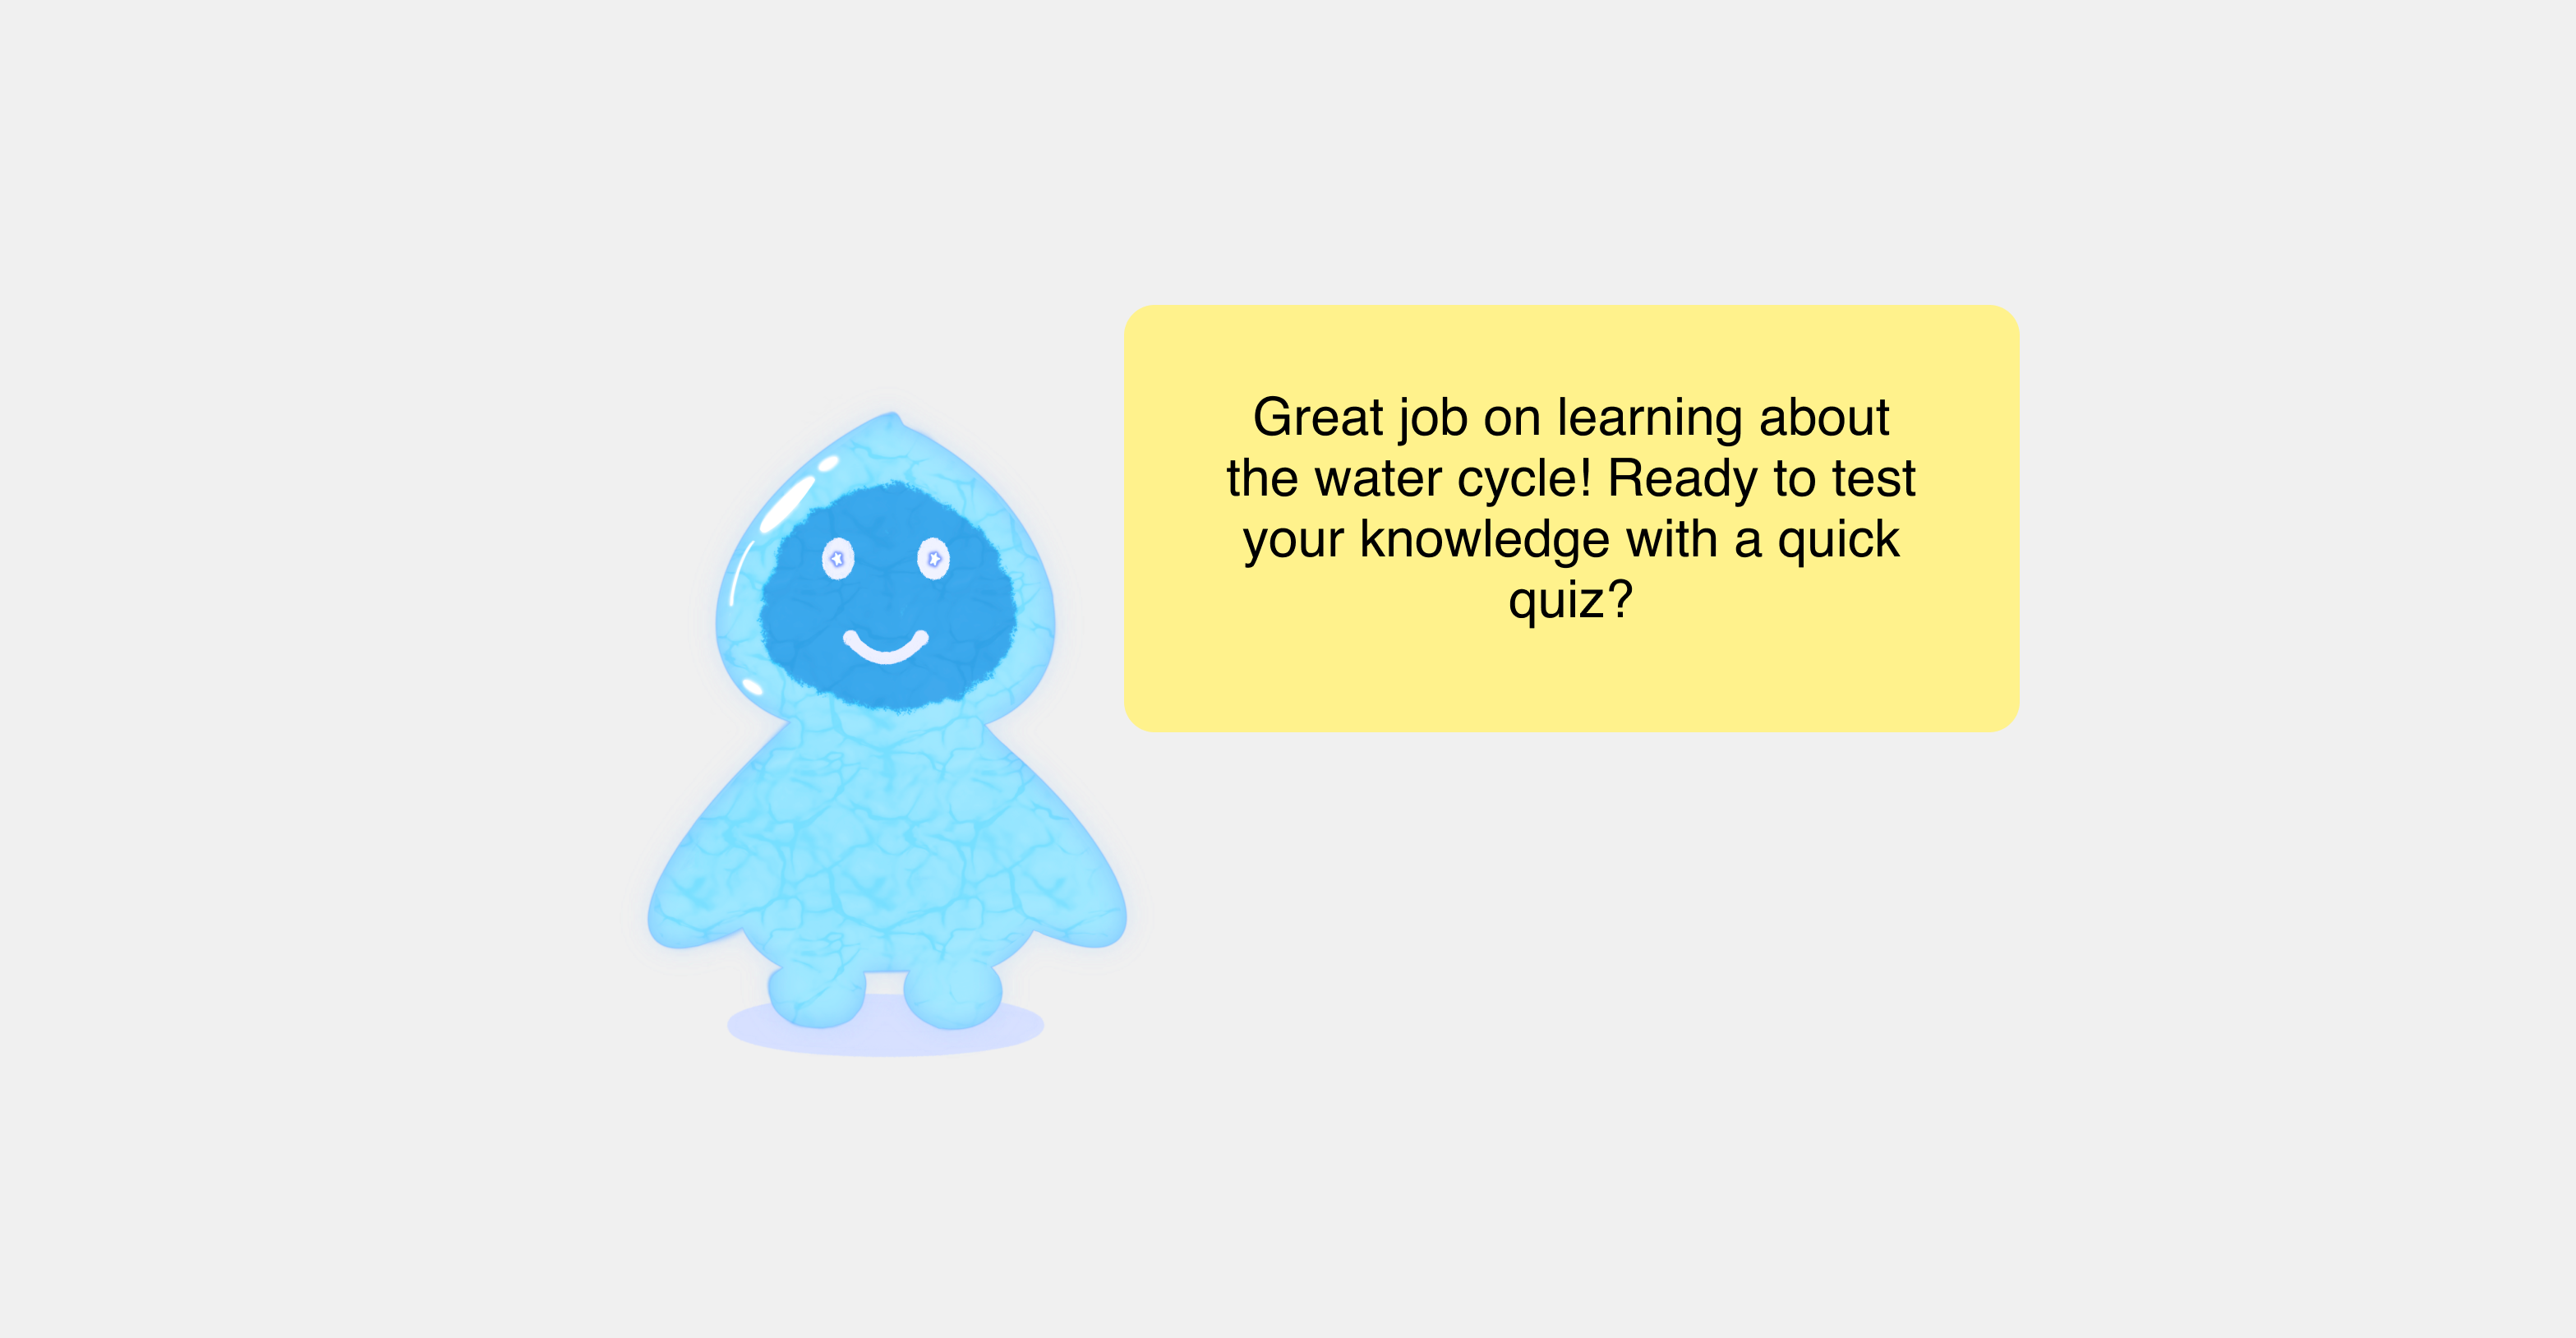 Great job on learning about
the water cycle! Ready to test
your knowledge with a quick
quiz?